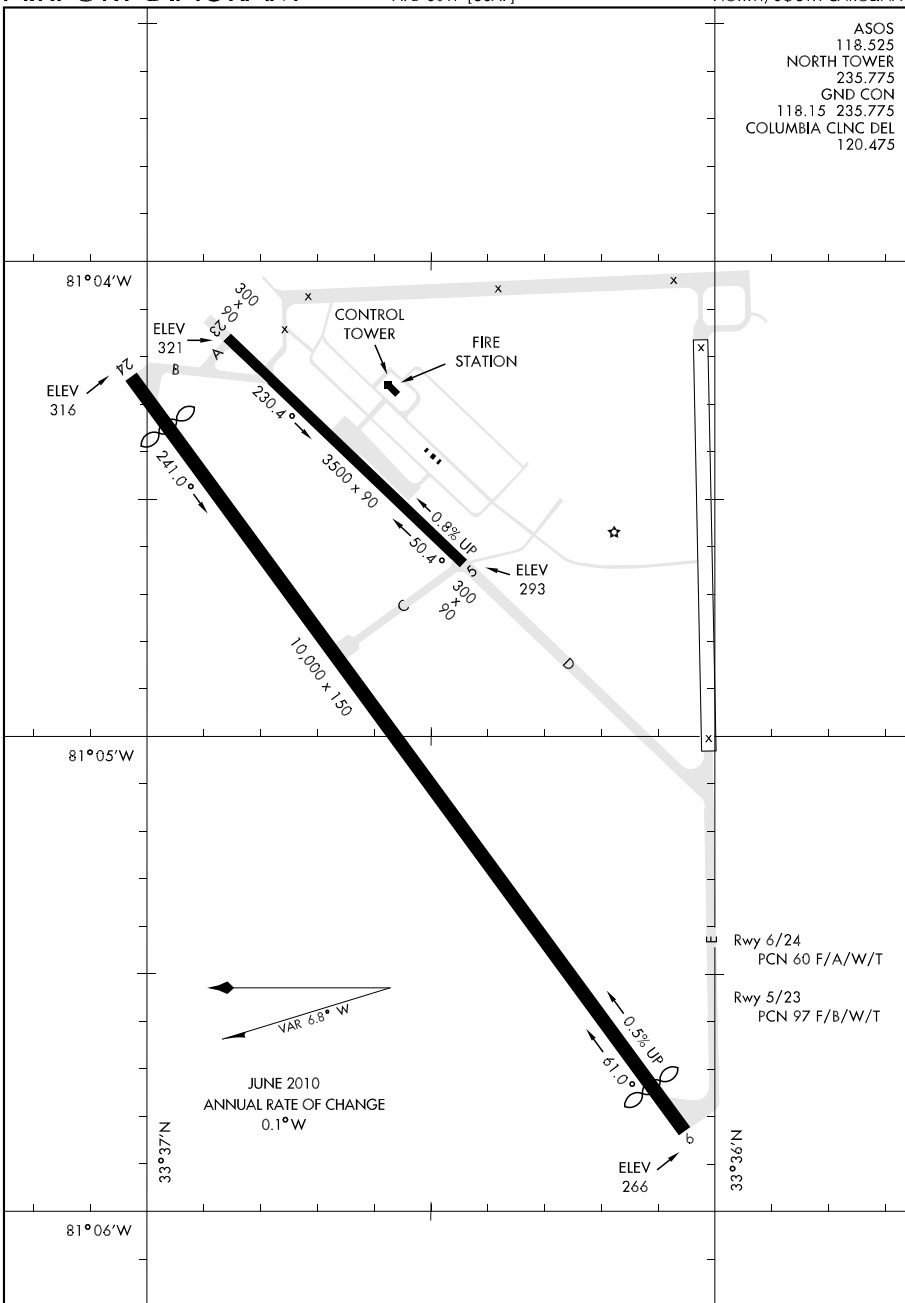 ASOS
118.525
NORTH TOWER
235.775
GND CON
118.15 235.775
COLUMBIA CLNC DEL
120.475
81°04'W
300
x 90
23
ELEV
321
A
B
CONTROL
TOWER
FIRE
STATION
x
x
x
x
x
24
ELEV
316
230.4°
241.0°
3500 x 90
0.8% UP
50.4°
5
ELEV
293
300
x
90
C
D
10,000 x 150
x
81°05'W
E
Rwy 6/24
PCN 60 F/A/W/T
Rwy 5/23
PCN 97 F/B/W/T
VAR 6.8° W
JUNE 2010
ANNUAL RATE OF CHANGE
0.1° W
0.5% UP
61.0°
6
ELEV
266
33°37'N
33°36'N
81°06'W